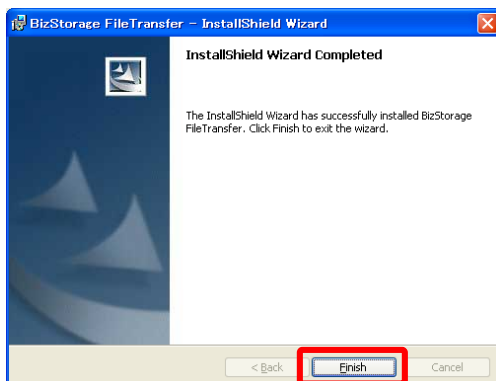 BizStorage FileTransfer - InstallShield Wizard
InstallShield Wizard Completed
The InstallShield Wizard has successfully installed BizStorage
FileTransfer. Click Finish to exit the wizard.
< Back
Finish
Cancel